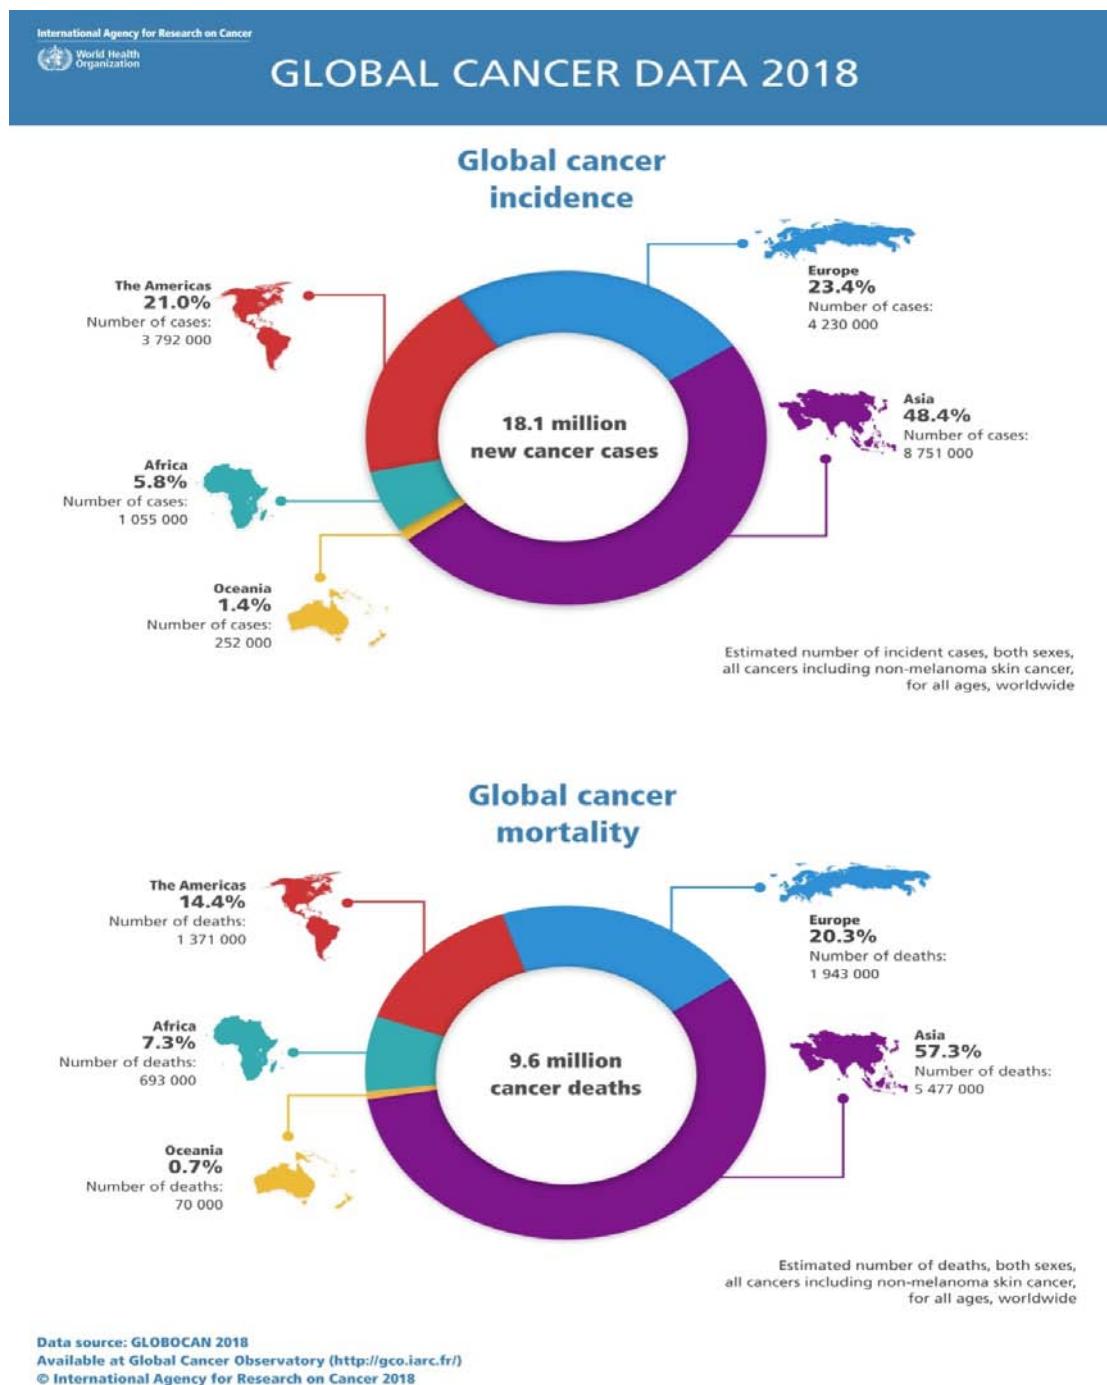 International Agency for Research on Cancer
World Health
Organization
GLOBAL CANCER DATA 2018
Global cancer
incidence
The Americas
21.0%
Number of cases:
3 792 000
Europe
23.4%
Number of cases:
4 230 000
18.1 million
new cancer cases
Asia
48.4%
Number of cases:
8 751 000
Africa
5.8%
Number of cases:
1 055 000
Oceania
1.4%
Number of cases:
252 000
Estimated number of incident cases, both sexes,
all cancers including non-melanoma skin cancer,
for all ages, worldwide
Global cancer
mortality
The Americas
14.4%
Number of deaths:
1 371 000
Europe
20.3%
Number of deaths:
1 943 000
Africa
7.3%
Number of deaths:
693 000
9.6 million
cancer deaths
Asia
57.3%
Number of deaths:
5 477 000
Oceania
0.7%
Number of deaths:
70 000
Estimated number of deaths, both sexes,
all cancers including non-melanoma skin cancer,
for all ages, worldwide
Data source: GLOBOCAN 2018
Available at Global Cancer Observatory (http://gco.iarc.fr/)
© International Agency for Research on Cancer 2018